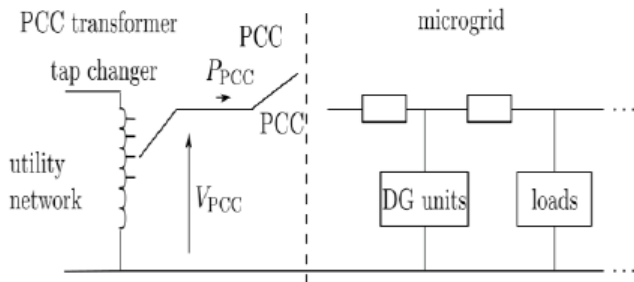 PCC transformer
tap changer
PCC
P_PCC
PCC
microgrid
utility
network
V_PCC
DG units
loads
...
...